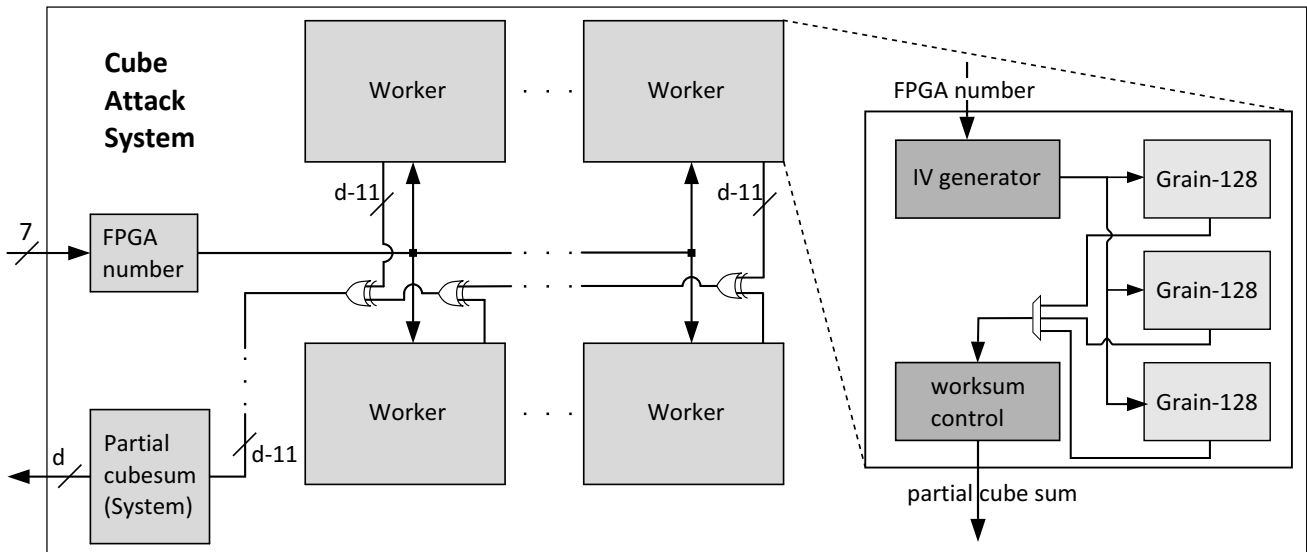 Cube
Attack
System
Worker
. . .
Worker
FPGA number
IV generator
Grain-128
d-11
d-11
7
FPGA
number
. . .
. . .
Grain-128
Worker
. . .
Worker
worksum
control
Grain-128
d
Partial
cubesum
(System)
d-11
partial cube sum